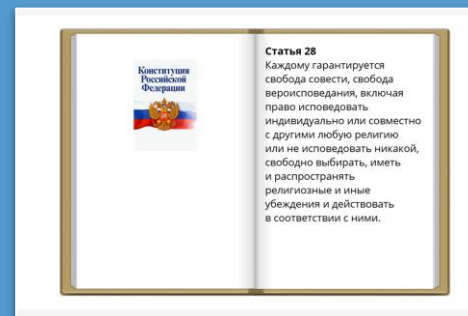 Конституция
Российской
Федерации
Статья 28
Каждому гарантируется
свобода совести, свобода
вероисповедания, включая
право исповедовать
индивидуально или совместно
с другими любую религию
или не исповедовать никакой,
свободно выбирать, иметь
и распространять
религиозные и иные
убеждения и действовать
в соответствии с ними.